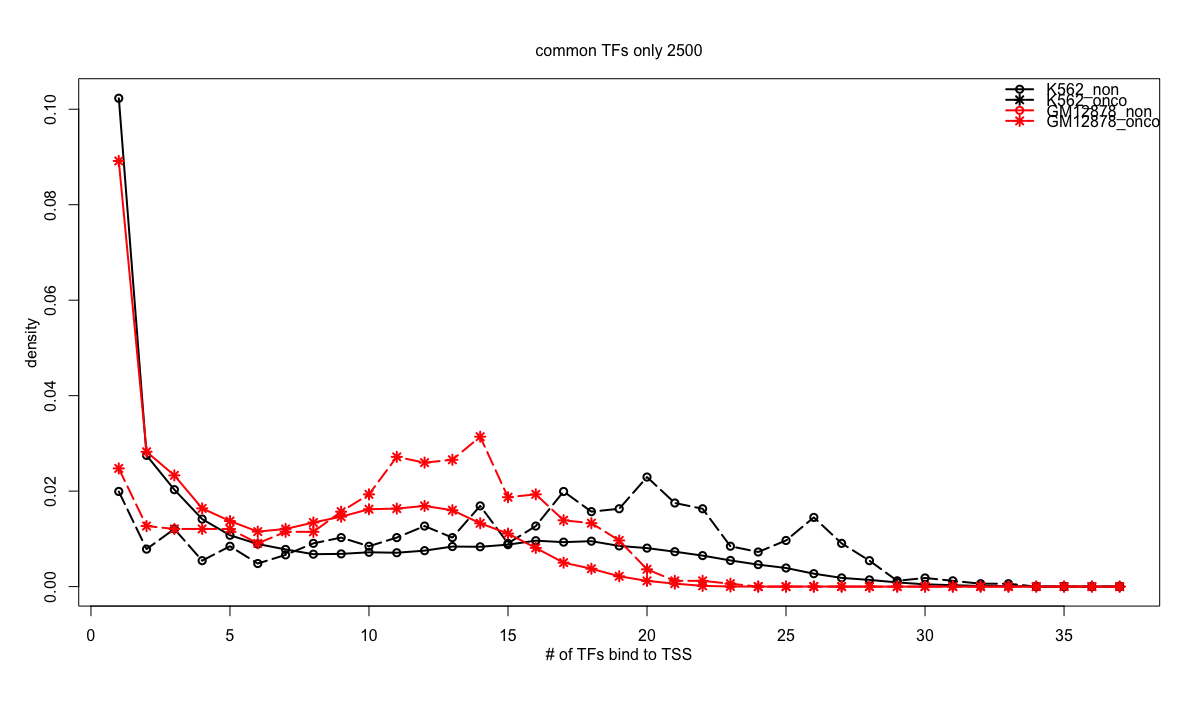 common TFs only 2500
K562_non
K562_onco
GM12878_non
GM12878_onco
density
0.10
0.08
0.06
0.04
0.02
0.00
0 5 10 15 20 25 30 35
# of TFs bind to TSS